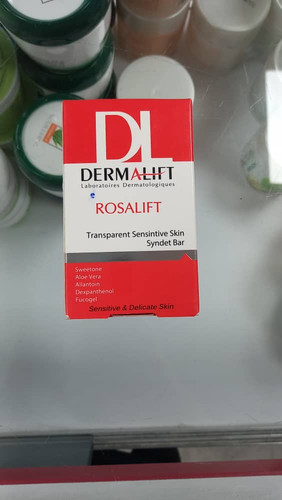 DL
DERMALIFT
Laboratoires Dermatologiques
ROSALIFT
Transparent Sensintive Skin
Syndet Bar
Sweetone
Aloe Vera
Allantoin
Dexpanthenol
Fucogel
Sensitive & Delicate Skin